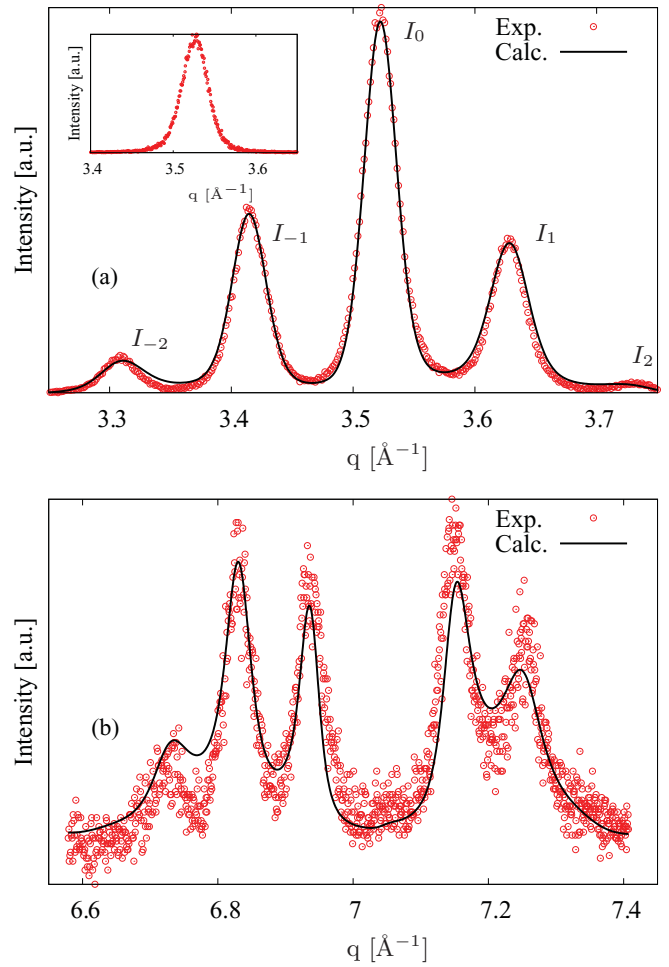 Intensity [a.u.]
Intensity [a.u.]
3.4 3.5 3.6
q [Å⁻¹]
I₀
Exp.
Calc.
I₋₁
I₁
(a)
I₋₂
I₂
3.3 3.4 3.5 3.6 3.7
q [Å⁻¹]
Intensity [a.u.]
Exp.
Calc.
(b)
6.6 6.8 7 7.2 7.4
q [Å⁻¹]